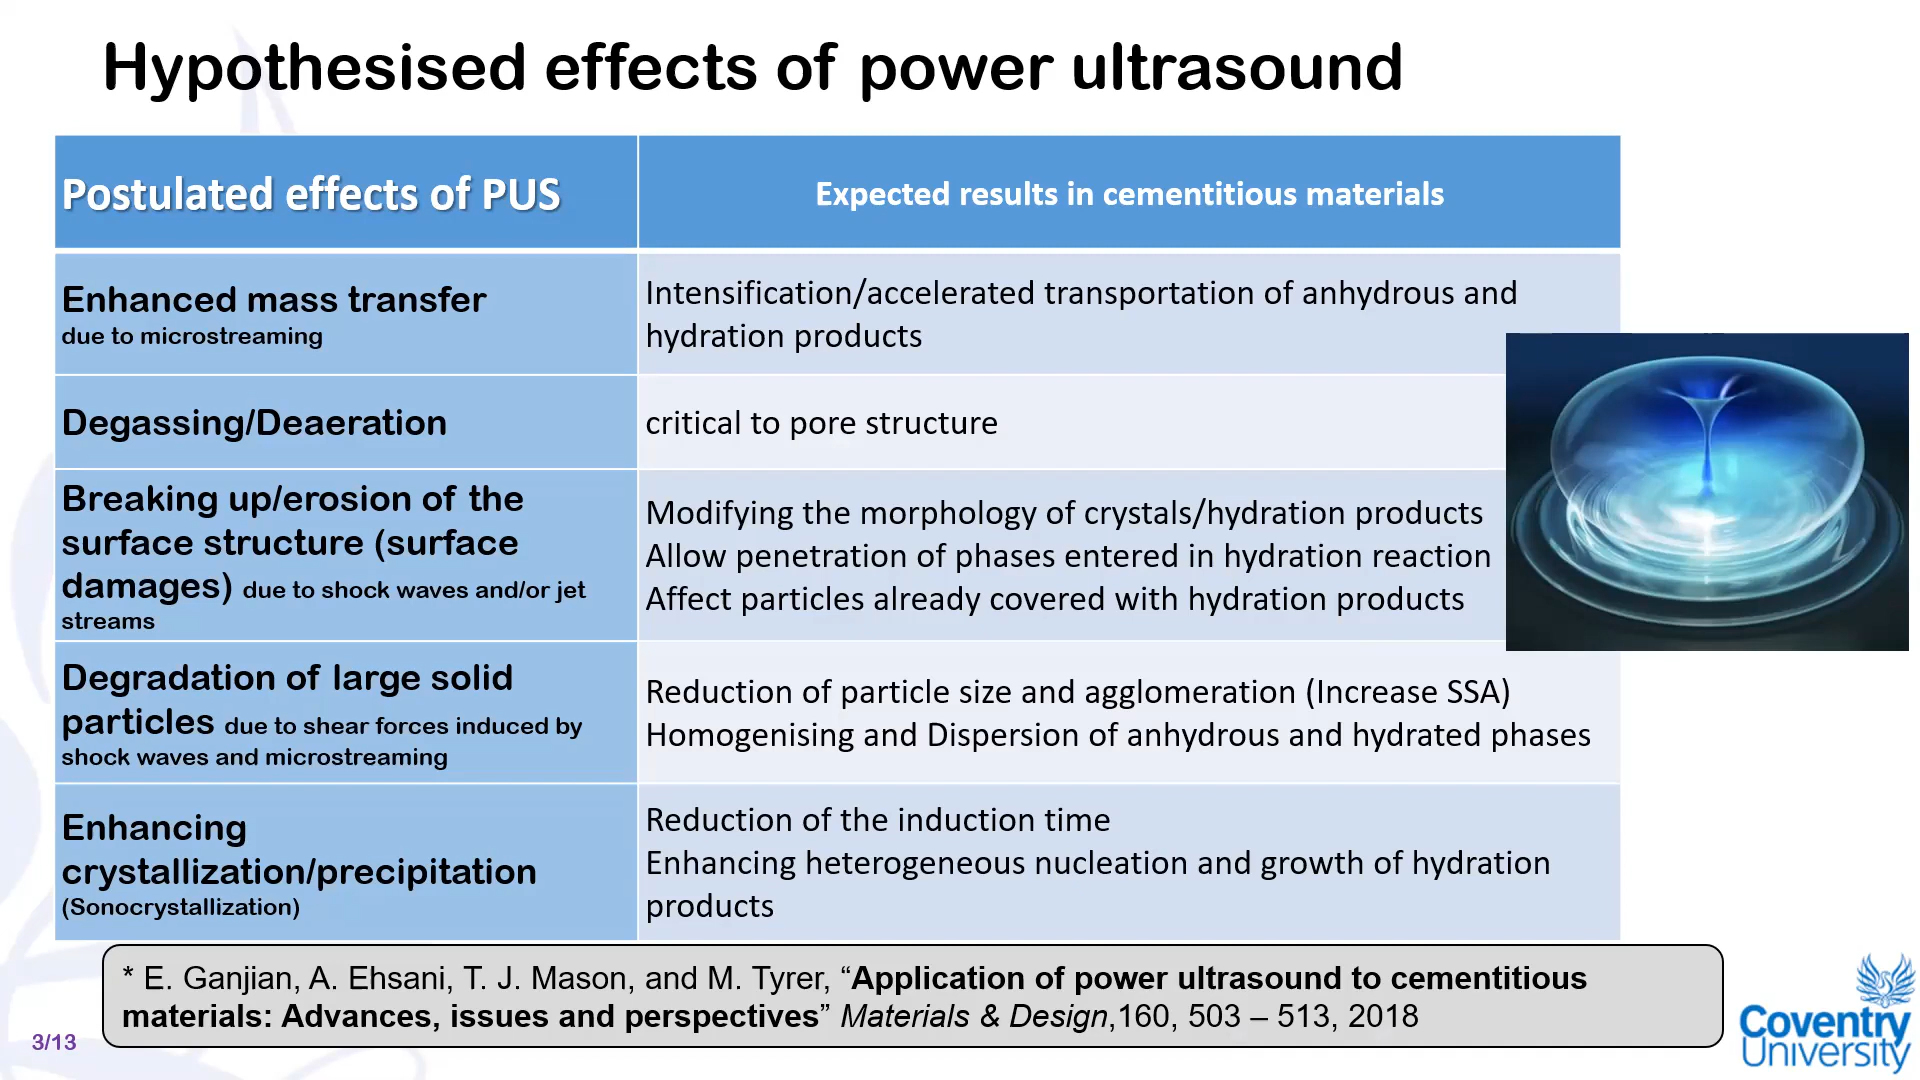 Hypothesised effects of power ultrasound
Postulated effects of PUS
Expected results in cementitious materials
Enhanced mass transfer
due to microstreaming
Intensification/accelerated transportation of anhydrous and
hydration products
Degassing/Deaeration
critical to pore structure
Breaking up/erosion of the
surface structure (surface
damages) due to shock waves and/or jet
streams
Modifying the morphology of crystals/hydration products
Allow penetration of phases entered in hydration reaction
Affect particles already covered with hydration products
Degradation of large solid
particles due to shear forces induced by
shock waves and microstreaming
Reduction of particle size and agglomeration (Increase SSA)
Homogenising and Dispersion of anhydrous and hydrated phases
Enhancing
crystallization/precipitation
(Sonocrystallization)
Reduction of the induction time
Enhancing heterogeneous nucleation and growth of hydration
products
* E. Ganjian, A. Ehsani, T. J. Mason, and M. Tyrer, “Application of power ultrasound to cementitious
materials: Advances, issues and perspectives” Materials & Design,160, 503 – 513, 2018
3/13
Coventry
University